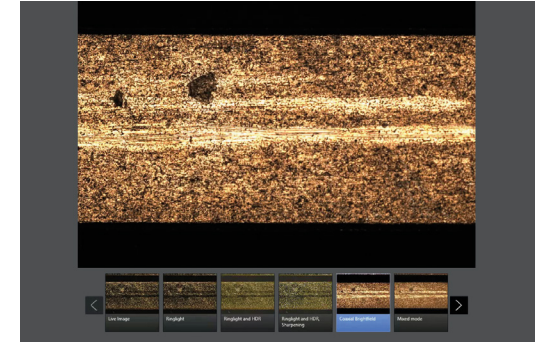 Live Image
Ringlight
Ringlight and HDR
Ringlight and HDR,
Sharpening
Coaxial Brightfield
Mixed mode